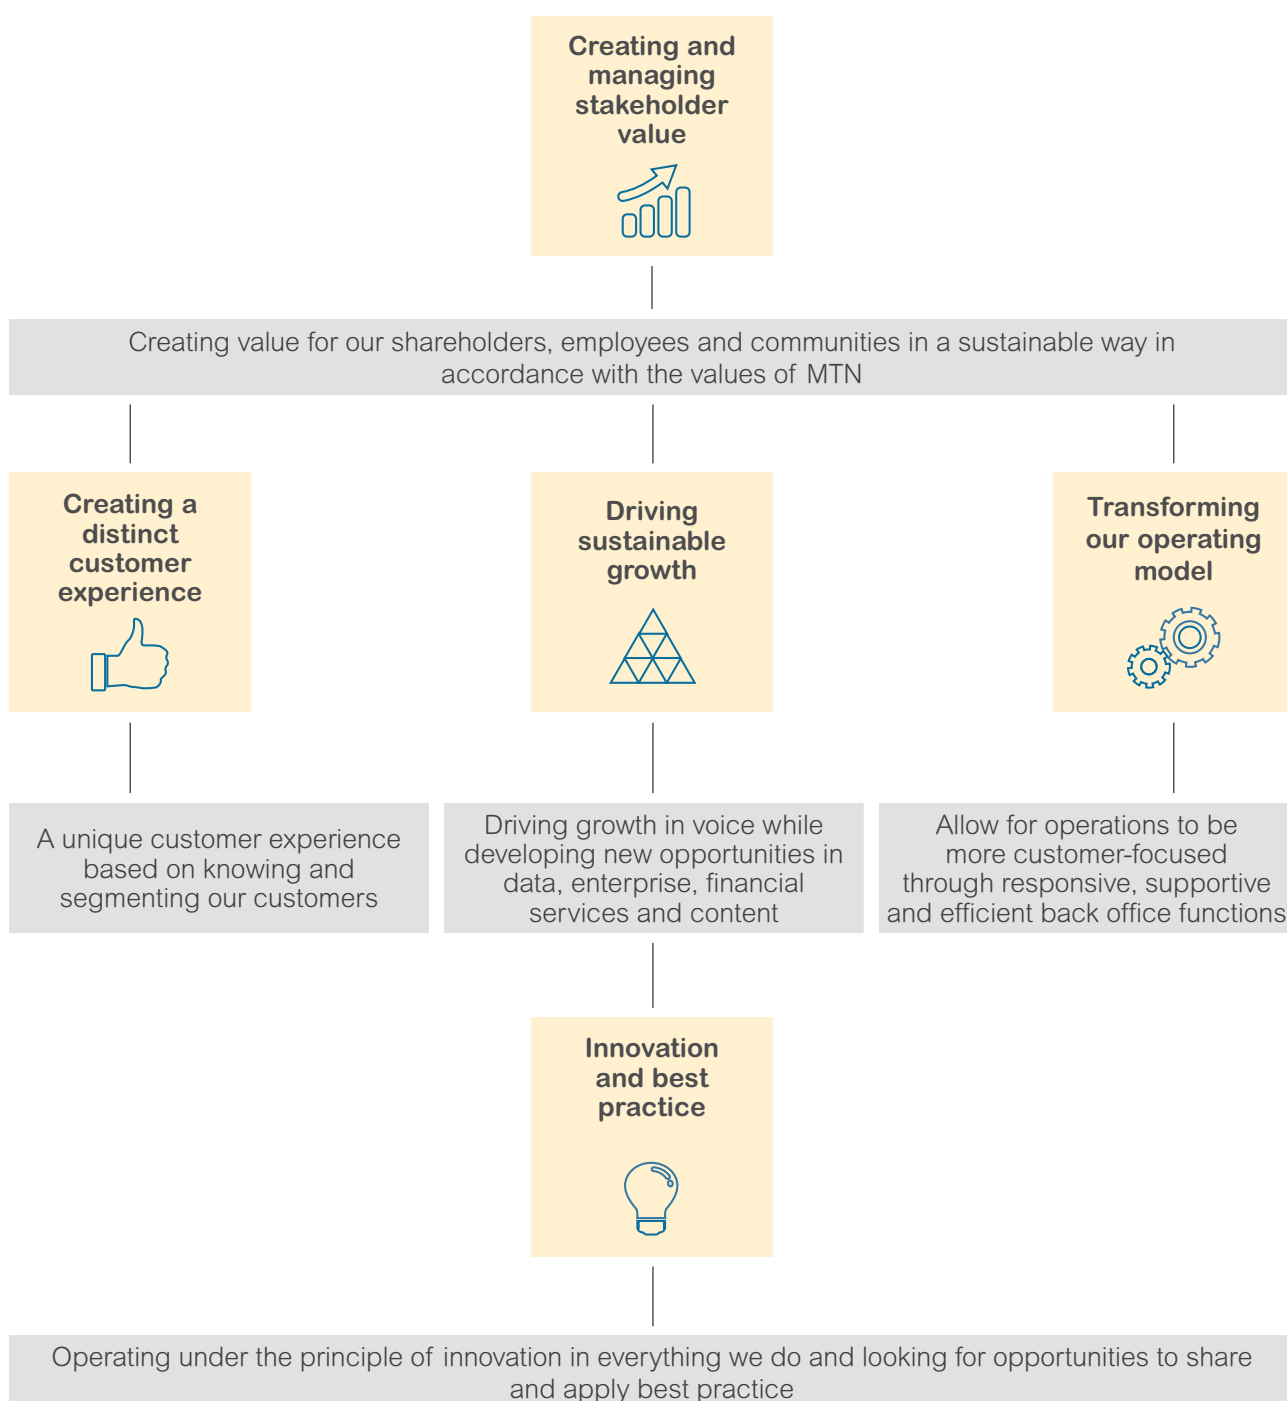 Creating and
managing
stakeholder
value
Creating value for our shareholders, employees and communities in a sustainable way in
accordance with the values of MTN
Creating a
distinct
customer
experience
Driving
sustainable
growth
Transforming
our operating
model
A unique customer experience
based on knowing and
segmenting our customers
Driving growth in voice while
developing new opportunities in
data, enterprise, financial
services and content
Allow for operations to be
more customer-focused
through responsive, supportive
and efficient back office functions
Innovation
and best
practice
Operating under the principle of innovation in everything we do and looking for opportunities to share
and apply best practice